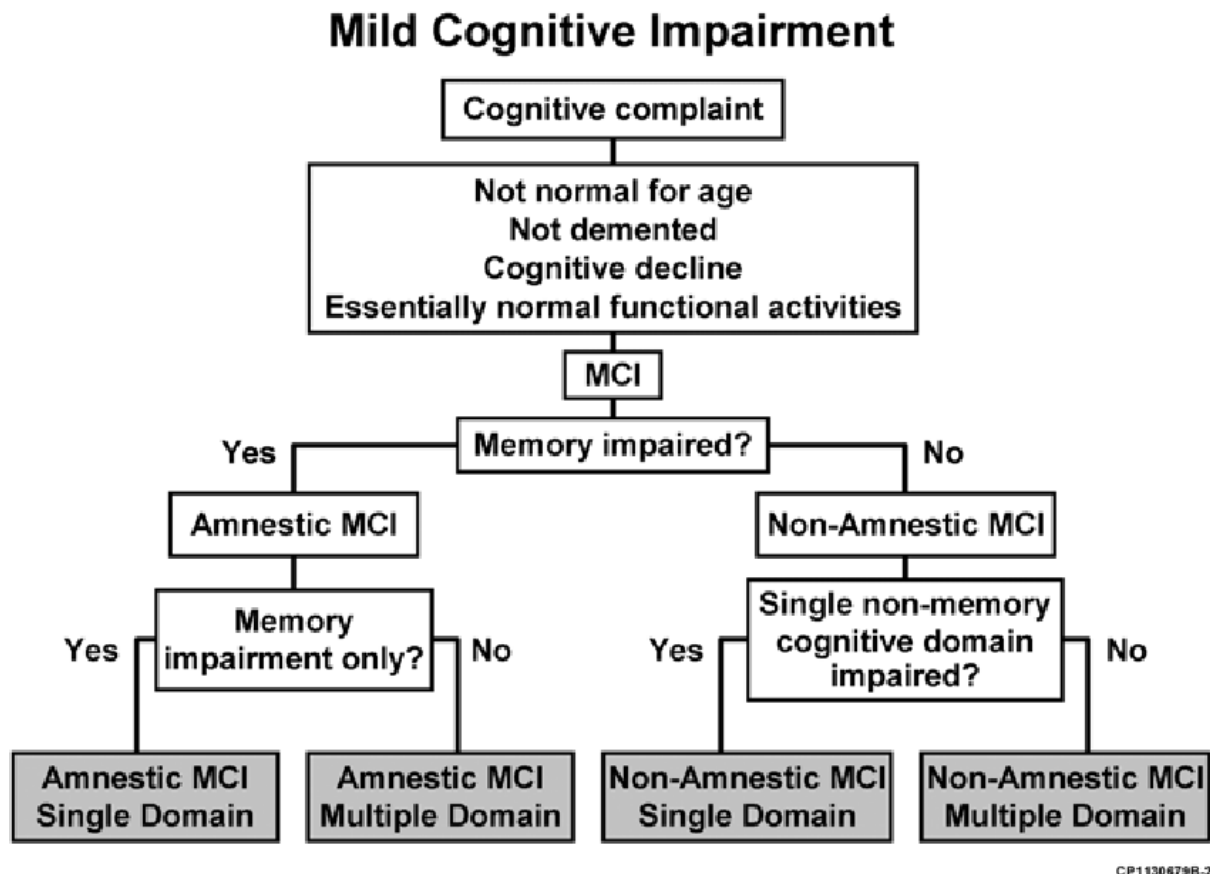 Mild Cognitive Impairment
Cognitive complaint
Not normal for age
Not demented
Cognitive decline
Essentially normal functional activities
MCI
Memory impaired?
Yes
No
Amnestic MCI
Non-Amnestic MCI
Memory
impairment only?
Yes
No
Single non-memory
cognitive domain
impaired?
Yes
No
Amnestic MCI
Single Domain
Amnestic MCI
Multiple Domain
Non-Amnestic MCI
Single Domain
Non-Amnestic MCI
Multiple Domain
CP1130679B-2